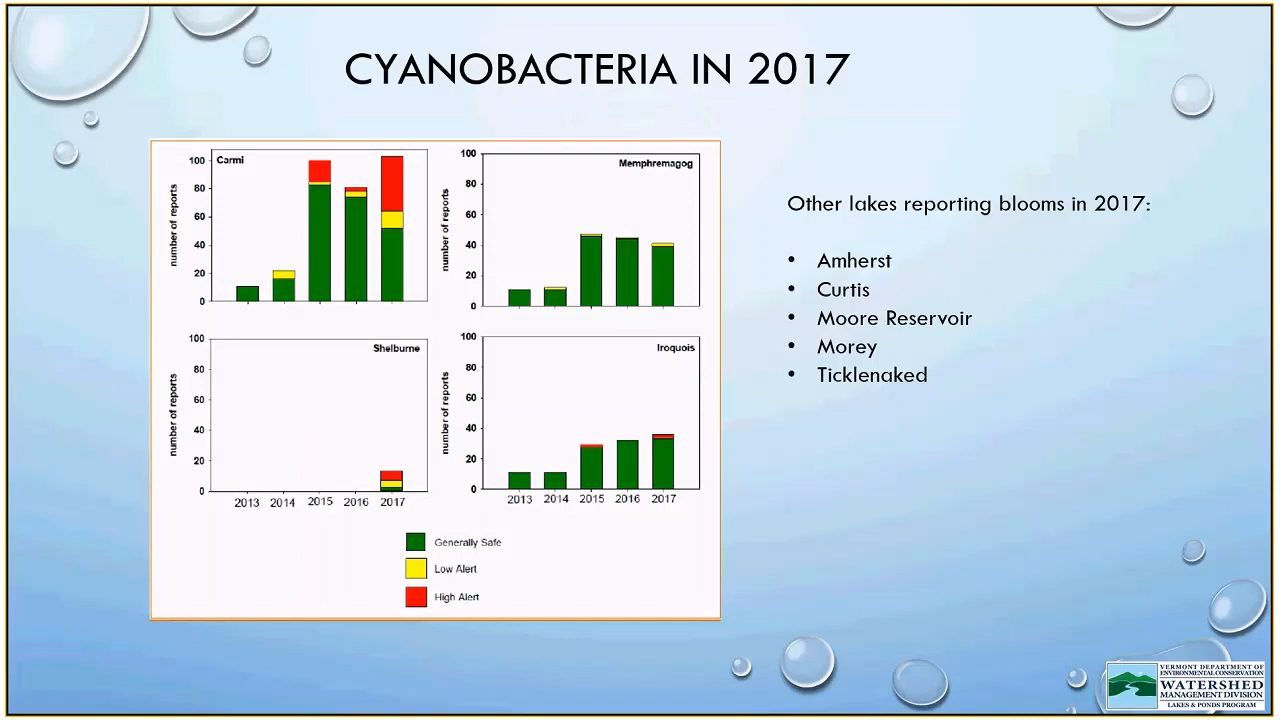 CYANOBACTERIA IN 2017
Carmi
number of reports
100
80
60
40
20
0
Memphremagog
number of reports
100
80
60
40
20
0
Shelburne
number of reports
100
80
60
40
20
0
2013 2014 2015 2016 2017
Iroquois
number of reports
100
80
60
40
20
0
2013 2014 2015 2016 2017
Generally Safe
Low Alert
High Alert
Other lakes reporting blooms in 2017:
• Amherst
• Curtis
• Moore Reservoir
• Morey
• Ticklenaked
VERMONT DEPARTMENT OF
ENVIRONMENTAL CONSERVATION
WATERSHED
MANAGEMENT DIVISION
LAKES & PONDS PROGRAM